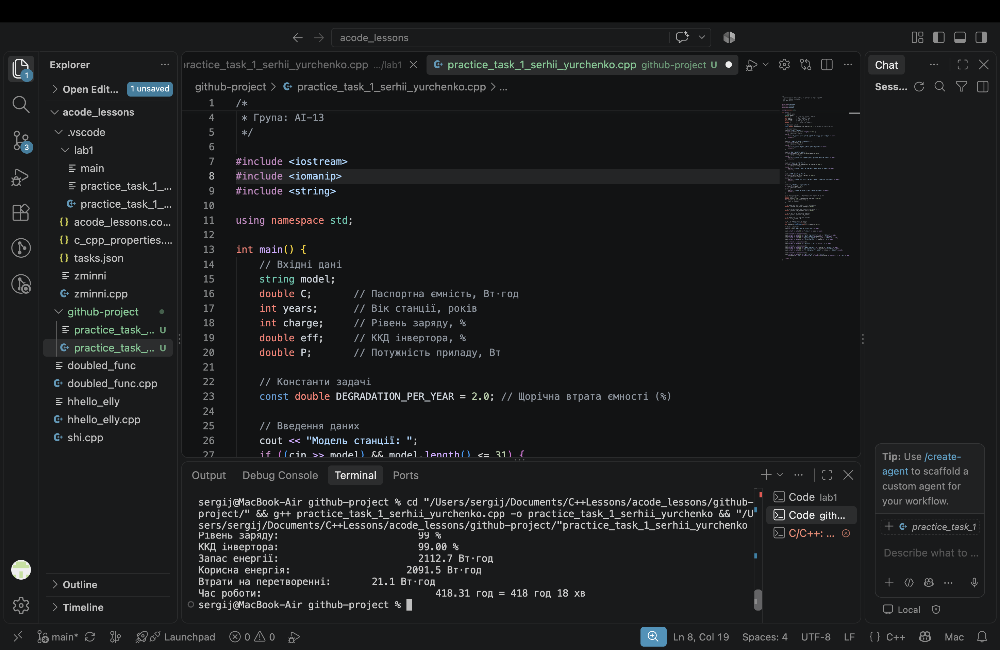 acode_lessons
Explorer
1
Open Edit...
1 unsaved
acode_lessons
.vscode
lab1
3
main
practice_task_1_...
practice_task_1_...
acode_lessons.co...
c_cpp_properties....
tasks.json
zminni
zminni.cpp
github-project
practice_task_... U
practice_task_... U
doubled_func
doubled_func.cpp
hhello_elly
hhello_elly.cpp
shi.cpp
Outline
Timeline
practice_task_1_serhii_yurchenko.cpp .../lab1
practice_task_1_serhii_yurchenko.cpp github-project U
github-project > practice_task_1_serhii_yurchenko.cpp > ...
1 /*
4 * Група: АІ-13
5 */
6
7 #include <iostream>
8 #include <iomanip>
9 #include <string>
10
11 using namespace std;
12
13 int main() {
14 // Вхідні дані
15 string model;
16 double C; // Паспортна ємність, Вт·год
17 int years; // Вік станції, років
18 int charge; // Рівень заряду, %
19 double eff; // ККД інвертора, %
20 double P; // Потужність приладу, Вт
21
22 // Константи задачі
23 const double DEGRADATION_PER_YEAR = 2.0; // Щорічна втрата ємності (%)
24
25 // Введення даних
26 cout << "Модель станції: ";
27 if ((cin >> model) && model.length() <= 31) {
Output Debug Console Terminal Ports
sergij@MacBook-Air github-project % cd "/Users/sergij/Documents/C++Lessons/acode_lessons/github-
project/" && g++ practice_task_1_serhii_yurchenko.cpp -o practice_task_1_serhii_yurchenko && "/U
sers/sergij/Documents/C++Lessons/acode_lessons/github-project/"practice_task_1_serhii_yurchenko
Рівень заряду: 99 %
ККД інвертора: 99.00 %
Запас енергії: 2112.7 Вт·год
Корисна енергія: 2091.5 Вт·год
Втрати на перетворенні: 21.1 Вт·год
Час роботи: 418.31 год = 418 год 18 хв
sergij@MacBook-Air github-project %
Code lab1
Code gith...
C/C++: ...
Chat
Sess...
Tip: Use /create-
agent to scaffold a
custom agent for
your workflow.
practice_task_1
Describe what to ...
Local
main* Launchpad 0 0 Ln 8, Col 19 Spaces: 4 UTF-8 LF {} C++ Mac